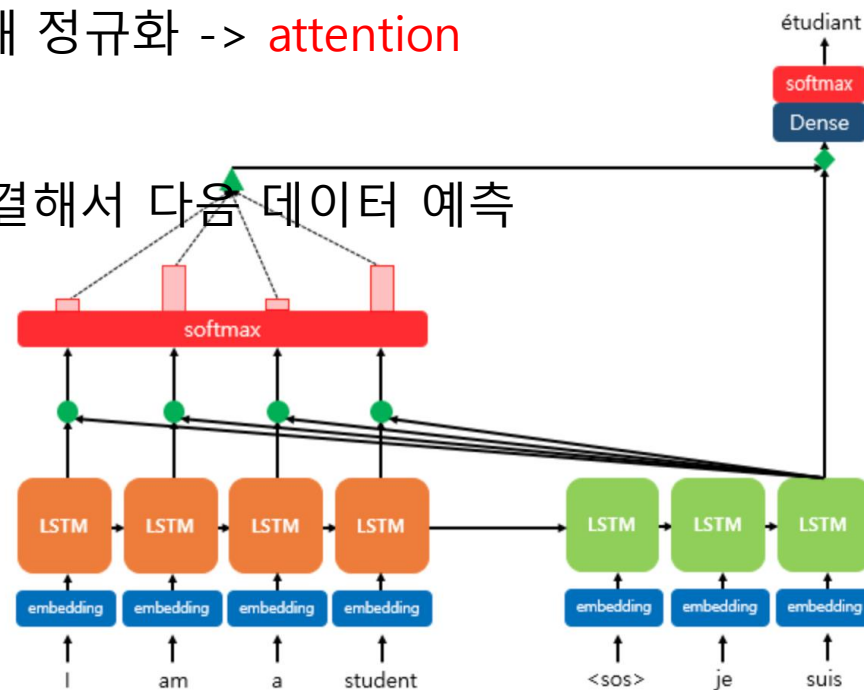 해 정규화 -> attention
étudiant
softmax
Dense
결해서 다음 데이터 예측
softmax
LSTM LSTM LSTM LSTM LSTM LSTM LSTM
embedding embedding embedding embedding embedding embedding embedding
I am a student <sos> je suis